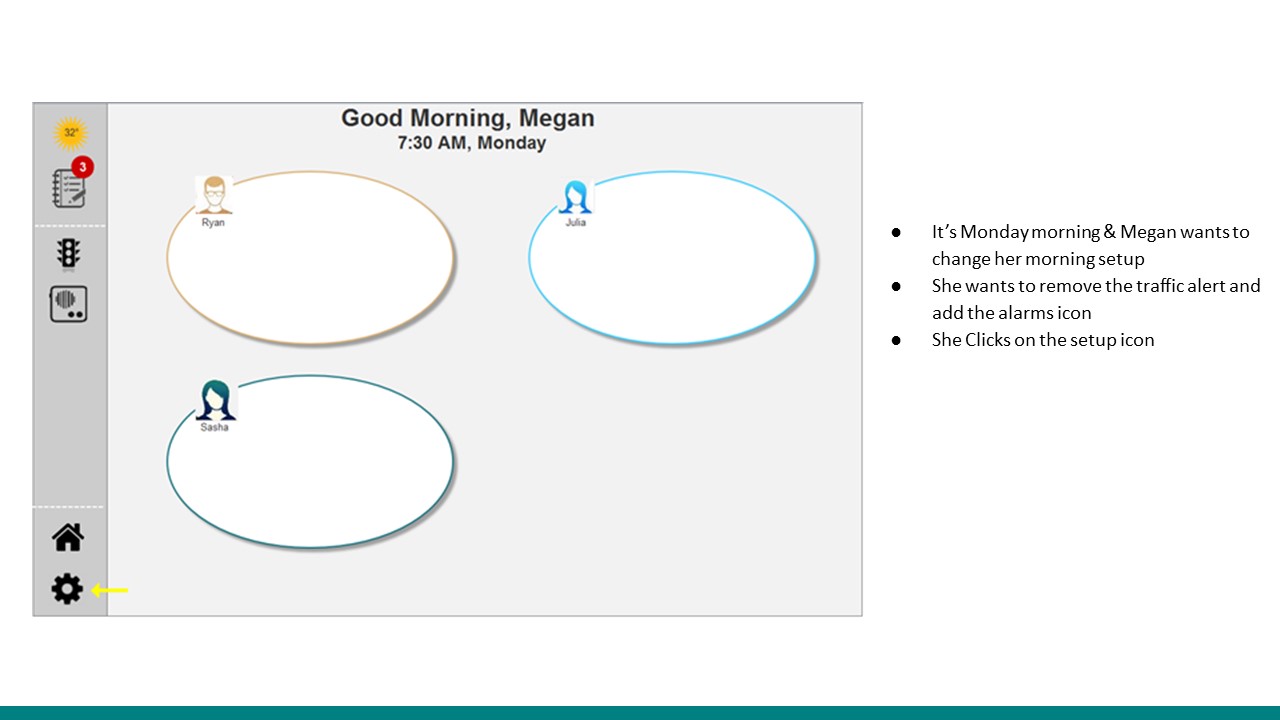 Good Morning, Megan
7:30 AM, Monday
32°
3
Ryan
Julia
Sasha
● It's Monday morning & Megan wants to
change her morning setup
● She wants to remove the traffic alert and
add the alarms icon
● She Clicks on the setup icon